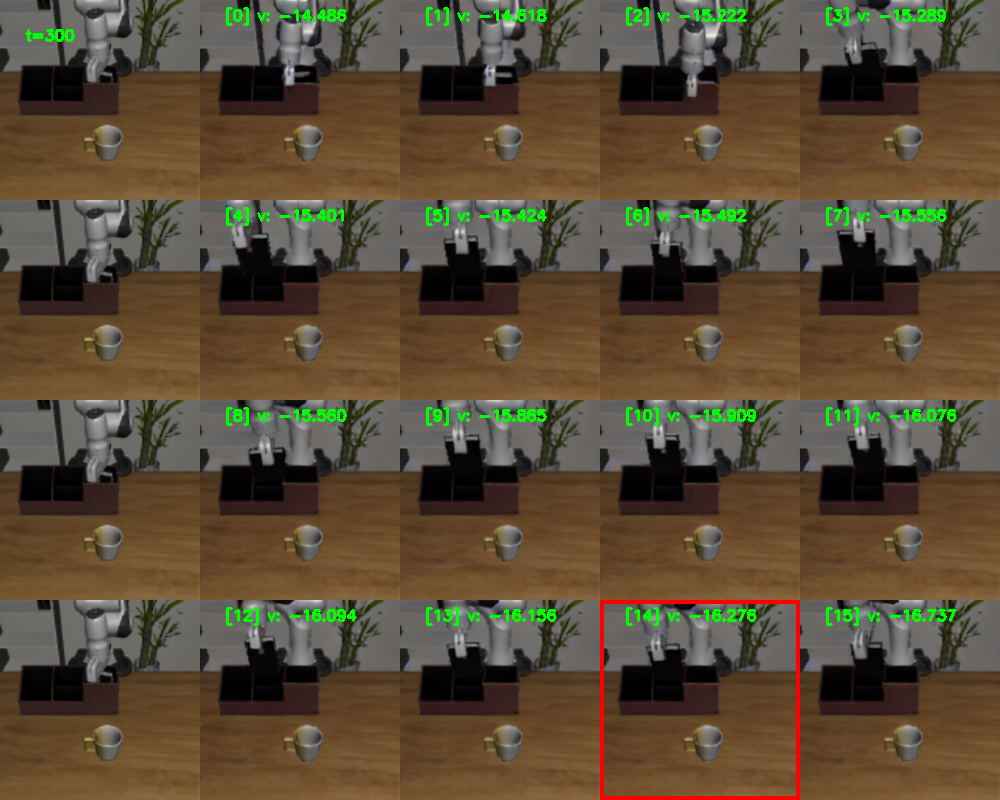 t=300
[0] v: -14.486
[1] v: -14.618
[2] v: -15.222
[3] v: -15.289
[4] v: -15.401
[5] v: -15.424
[6] v: -15.492
[7] v: -15.556
[8] v: -15.560
[9] v: -15.865
[10] v: -15.909
[11] v: -16.076
[12] v: -16.094
[13] v: -16.156
[14] v: -16.276
[15] v: -16.737